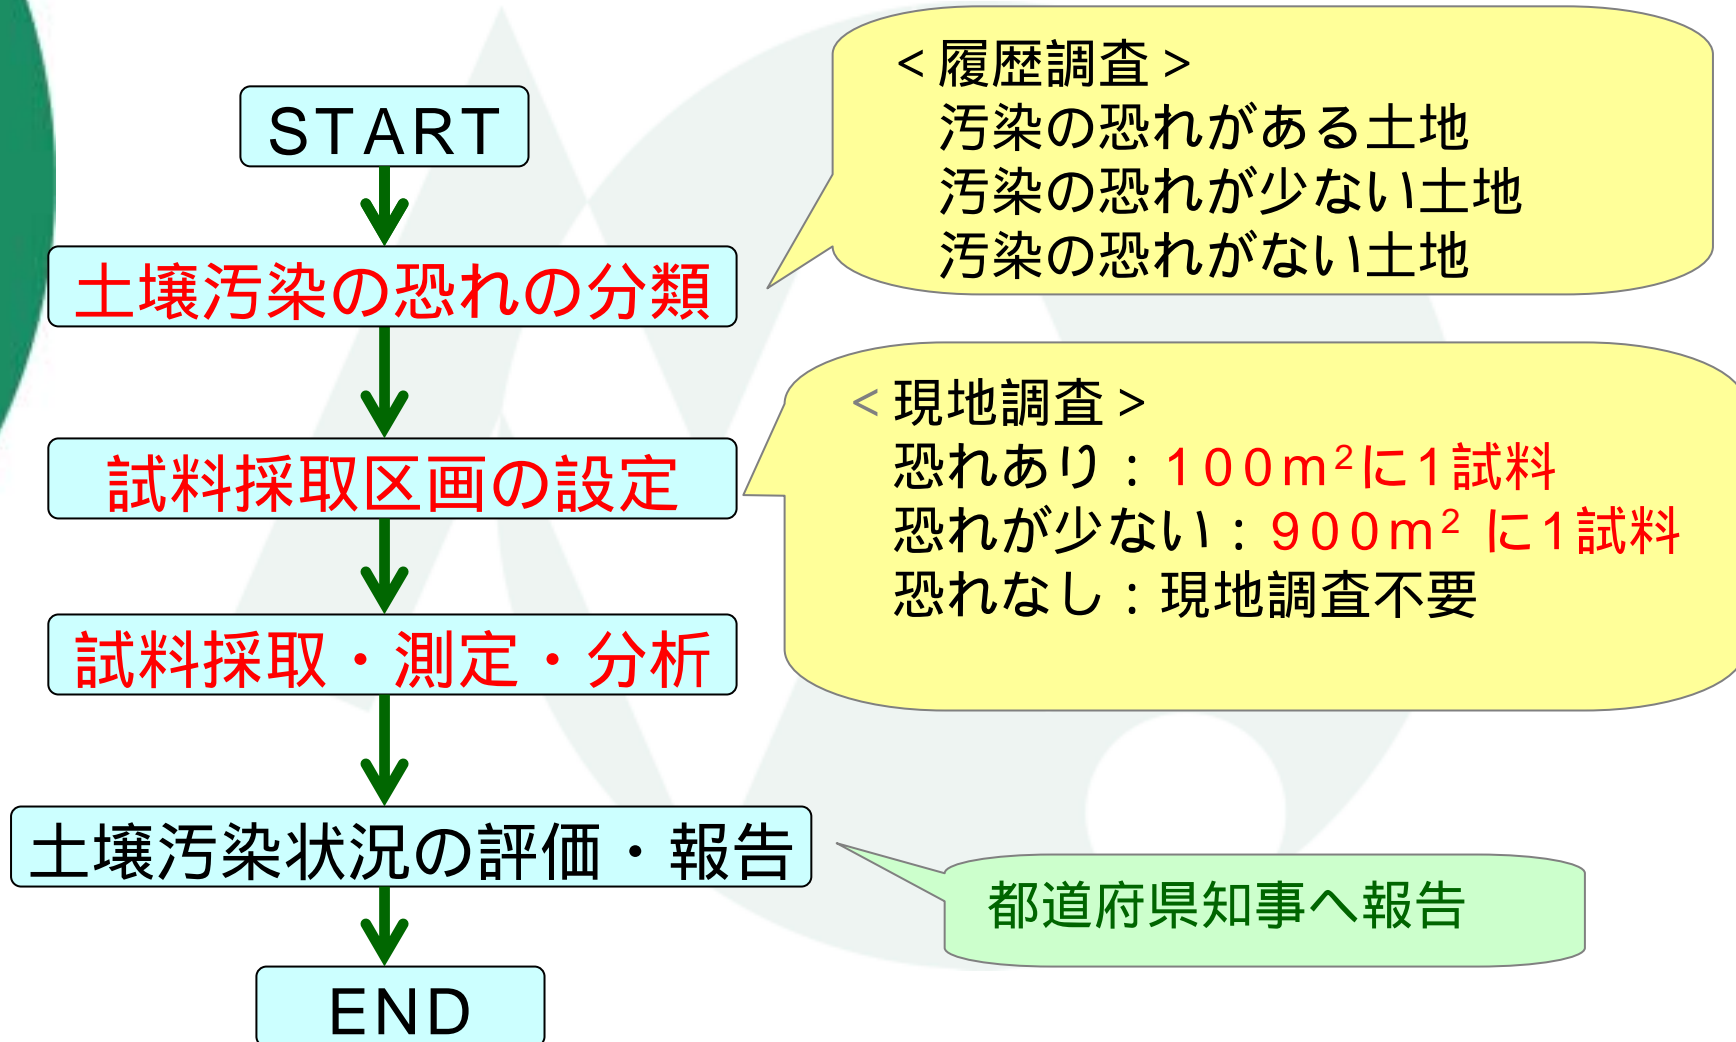 START
土壌汚染の恐れの分類
＜履歴調査＞
汚染の恐れがある土地
汚染の恐れが少ない土地
汚染の恐れがない土地
試料採取区画の設定
＜現地調査＞
恐れあり：１００ｍ²に１試料
恐れが少ない：９００ｍ² に１試料
恐れなし：現地調査不要
試料採取・測定・分析
土壌汚染状況の評価・報告
都道府県知事へ報告
END